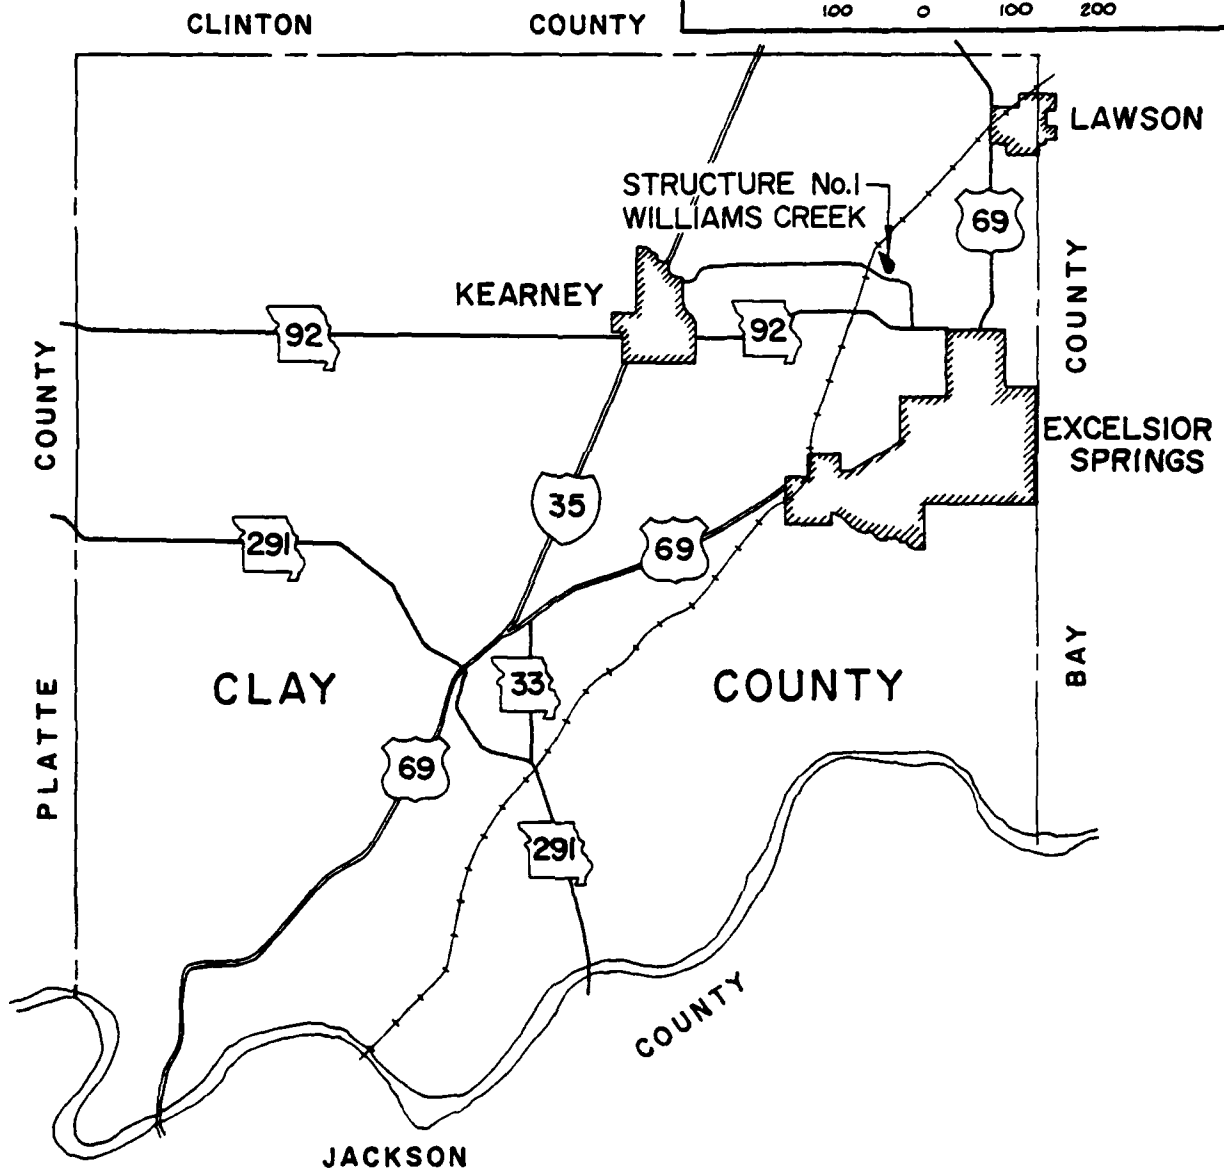 100 0 100 200
CLINTON COUNTY
LAWSON
STRUCTURE No.1
WILLIAMS CREEK
69
KEARNEY
92
92
COUNTY
COUNTY
EXCELSIOR
SPRINGS
35
291
69
33
CLAY COUNTY
BAY
PLATTE
69
291
COUNTY
JACKSON